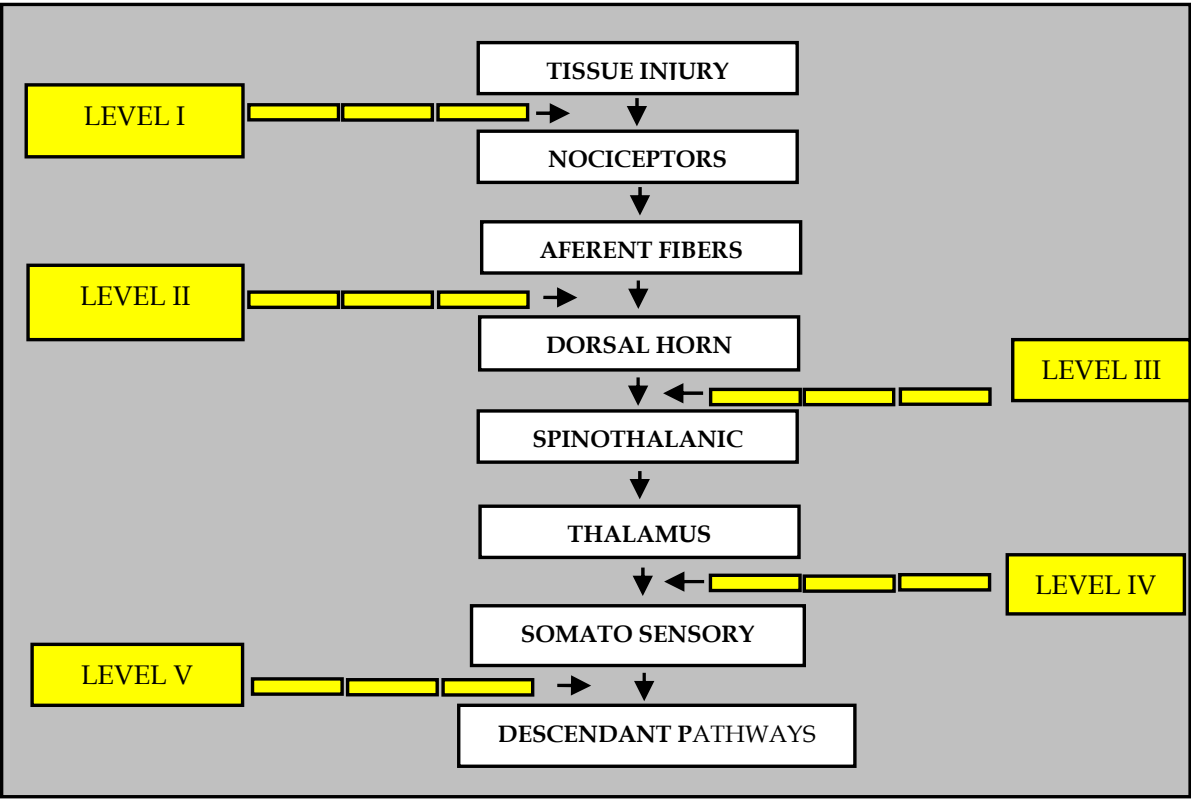 TISSUE INJURY
LEVEL I
NOCICEPTORS
AFERENT FIBERS
LEVEL II
DORSAL HORN
LEVEL III
SPINOTHALANIC
THALAMUS
LEVEL IV
SOMATO SENSORY
LEVEL V
DESCENDANT PATHWAYS